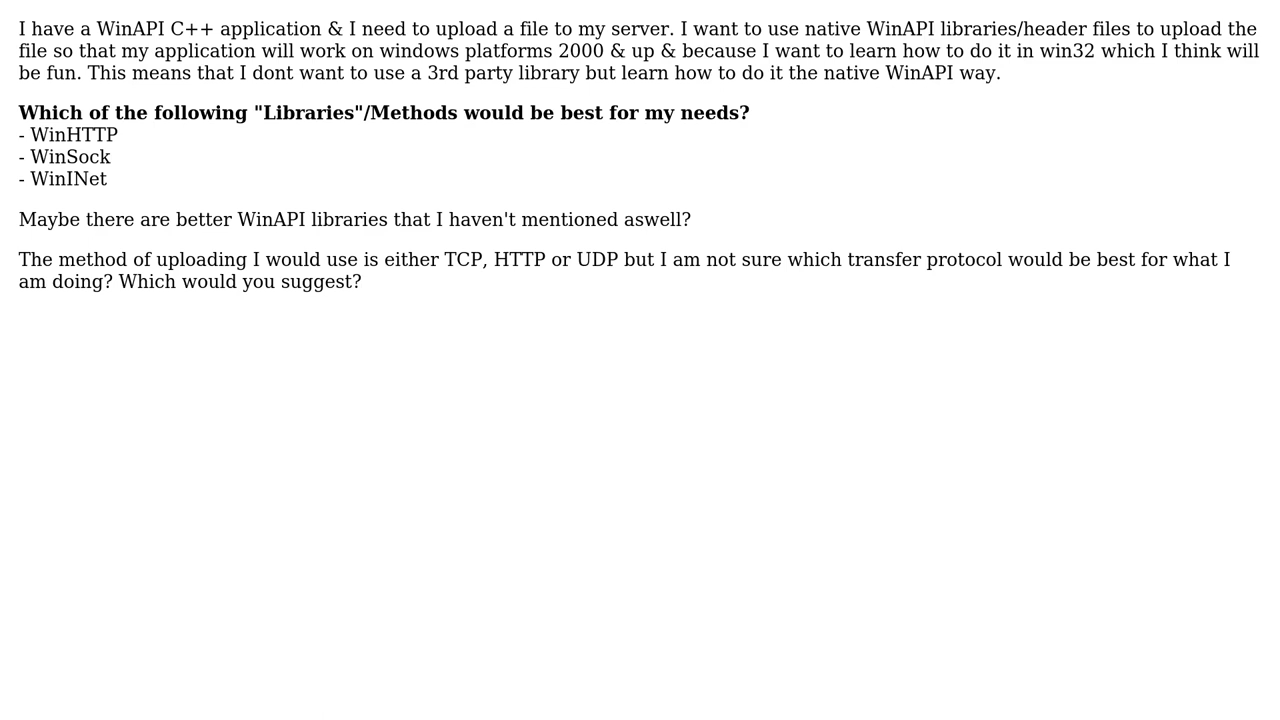 I have a WinAPI C++ application & I need to upload a file to my server. I want to use native WinAPI libraries/header files to upload the
file so that my application will work on windows platforms 2000 & up & because I want to learn how to do it in win32 which I think will
be fun. This means that I dont want to use a 3rd party library but learn how to do it the native WinAPI way.
Which of the following "Libraries"/Methods would be best for my needs?
- WinHTTP
- WinSock
- WinINet
Maybe there are better WinAPI libraries that I haven't mentioned aswell?
The method of uploading I would use is either TCP, HTTP or UDP but I am not sure which transfer protocol would be best for what I
am doing? Which would you suggest?